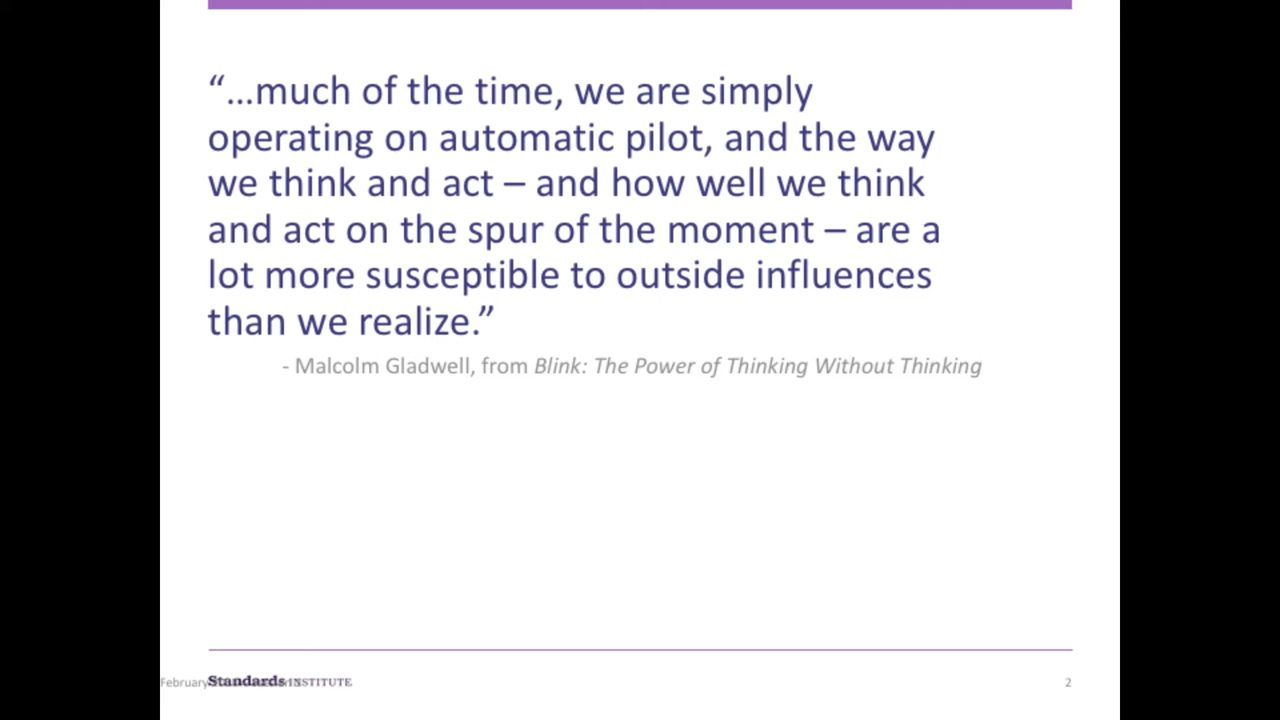 “…much of the time, we are simply
operating on automatic pilot, and the way
we think and act – and how well we think
and act on the spur of the moment – are a
lot more susceptible to outside influences
than we realize.”
- Malcolm Gladwell, from Blink: The Power of Thinking Without Thinking
February StandardsINSTITUTE 2